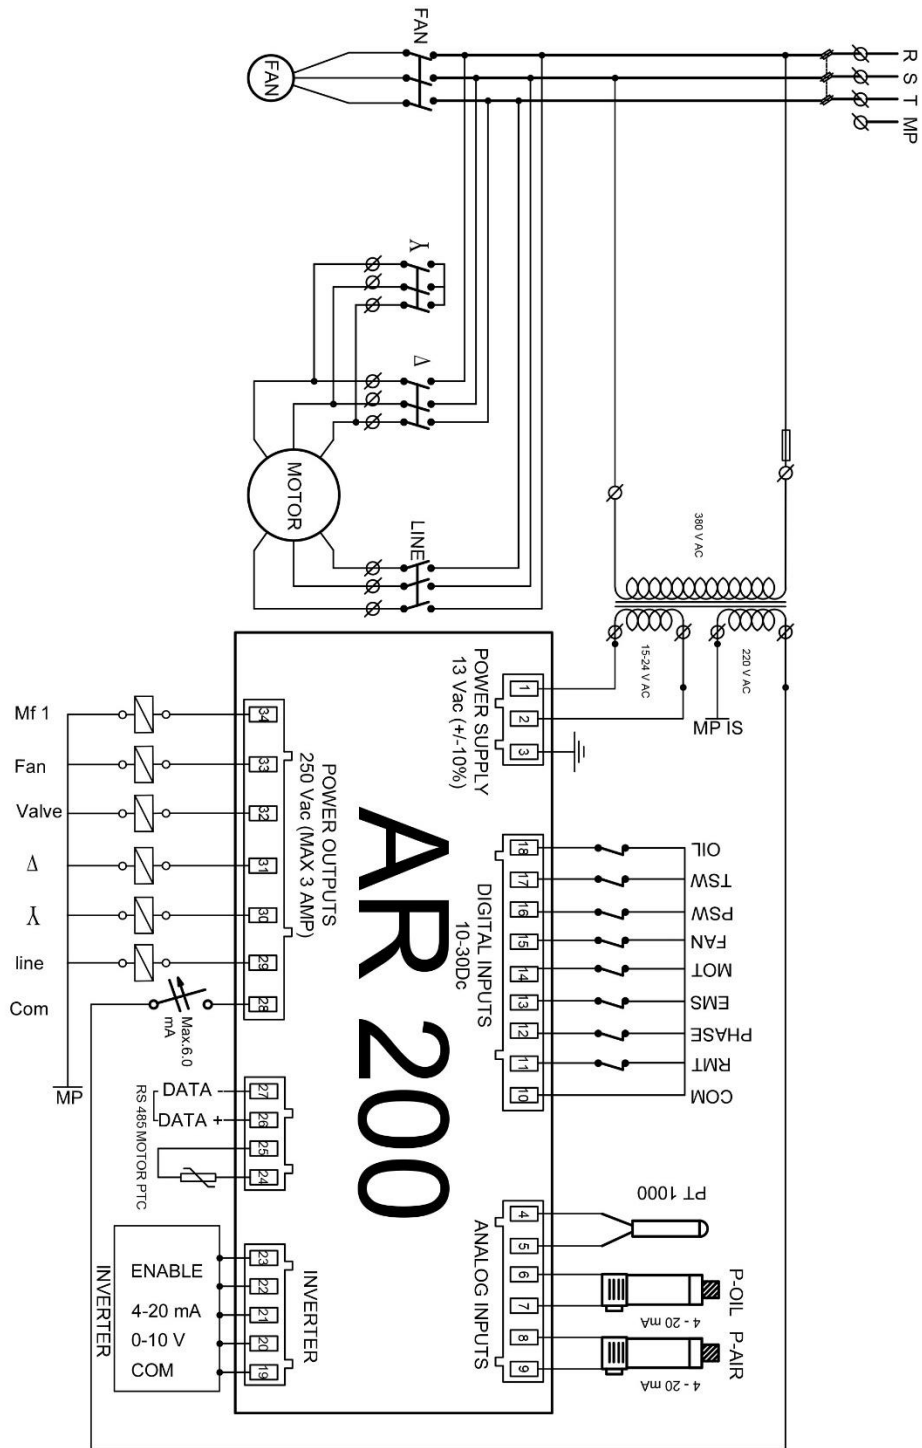 R
S
T
MP
FAN
FAN
Y
Δ
MOTOR
LINE
380 V AC
15-24 V AC
220 V AC
MP IS
POWER SUPPLY
13 Vac (+/-10%)
1
2
3
AR 200
POWER OUTPUTS
250 Vac (MAX 3 AMP)
34
33
32
31
30
29
28
Mf 1
Fan
Valve
Δ
Y
line
Com
Max.6.0
mA
MP
DIGITAL INPUTS
10-30Dc
18
17
16
15
14
13
12
11
10
OIL
TSW
PSW
FAN
MOT
EMS
PHASE
RMT
COM
27
26
25
24
DATA -
DATA +
RS 485 MOTOR PTC
ANALOG INPUTS
4
5
6
7
8
9
PT 1000
P-OIL
4 - 20 mA
P-AIR
4 - 20 mA
INVERTER
23
22
21
20
19
ENABLE
4-20 mA
0-10 V
COM
INVERTER